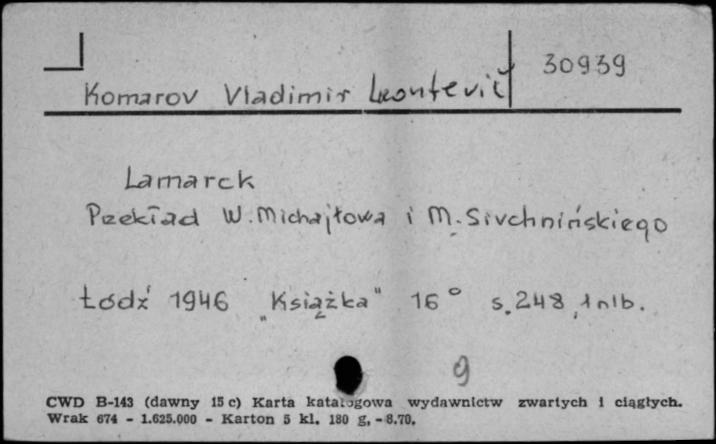 30939
Komarov Vladimir Leontevič
Lamarck
Pzekład W. Michajłowa i M. Sivchnińskiego
Łódź 1946 „Książka" 16° s. 248, 1 nlb.
9
CWD B-143 (dawny 15 c) Karta katalogowa wydawnictw zwartych i ciągłych.
Wrak 674 - 1.625.000 - Karton 5 kl. 180 g, - 8.70.